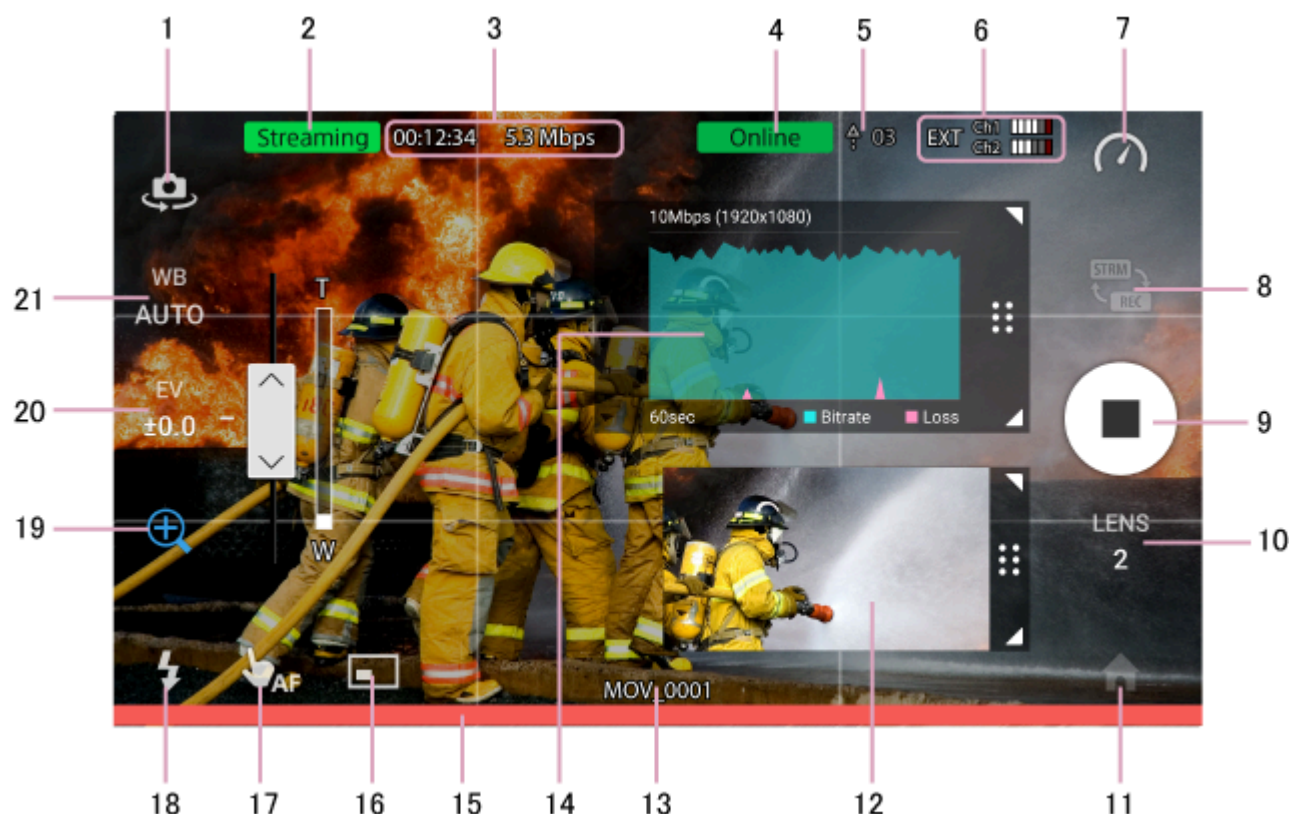 1 2 3 4 5 6 7
Streaming 00:12:34 5.3 Mbps Online 03 EXT Ch1
Ch2
10Mbps (1920x1080)
WB
AUTO
21
T
STRM
REC
8
EV
±0.0
20
60sec Bitrate Loss
9
19
W
LENS
2
10
AF
MOV_0001
18 17 16 15 14 13 12 11